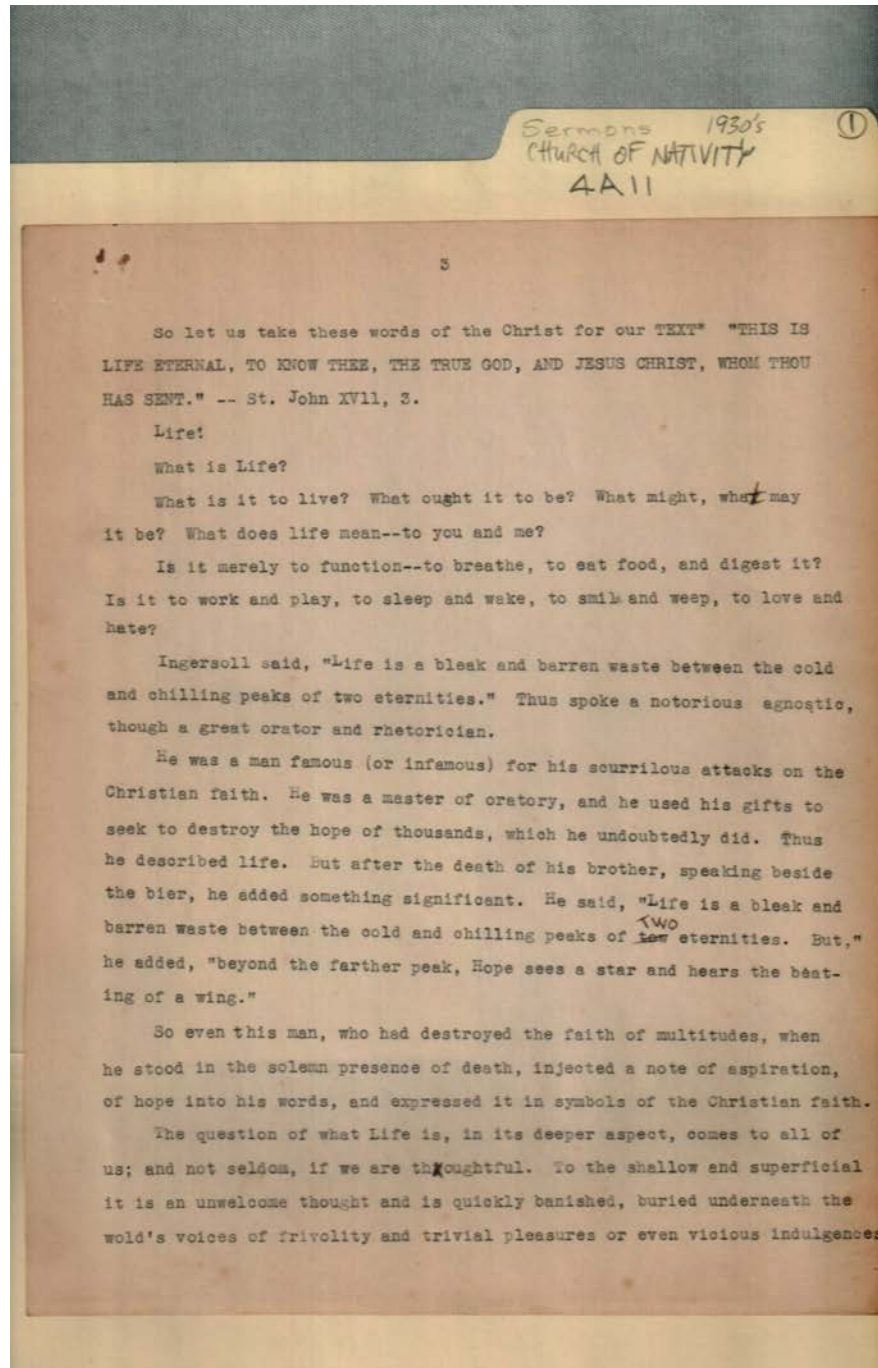 Sermons 1930's ①
CHURCH OF NATIVITY
4A11
3
So let us take these words of the Christ for our TEXT" "THIS IS
LIFE ETERNAL, TO KNOW THEE, THE TRUE GOD, AND JESUS CHRIST, WHOM THOU
HAS SENT." -- St. John XV11, 3.
Life!
What is Life?
What is it to live? What ought it to be? What might, what may
it be? What does life mean--to you and me?
Is it merely to function--to breathe, to eat food, and digest it?
Is it to work and play, to sleep and wake, to smile and weep, to love and
hate?
Ingersoll said, "Life is a bleak and barren waste between the cold
and chilling peaks of two eternities." Thus spoke a notorious agnostic,
though a great orator and rhetorician.
He was a man famous (or infamous) for his scurrilous attacks on the
Christian faith. He was a master of oratory, and he used his gifts to
seek to destroy the hope of thousands, which he undoubtedly did. Thus
he described life. But after the death of his brother, speaking beside
the bier, he added something significant. He said, "Life is a bleak and
barren waste between the cold and chilling peaks of TWO eternities. But,"
he added, "beyond the farther peak, Hope sees a star and hears the beat-
ing of a wing."
So even this man, who had destroyed the faith of multitudes, when
he stood in the solemn presence of death, injected a note of aspiration,
of hope into his words, and expressed it in symbols of the Christian faith.
The question of what Life is, in its deeper aspect, comes to all of
us; and not seldom, if we are thoughtful. To the shallow and superficial
it is an unwelcome thought and is quickly banished, buried underneath the
wold's voices of frivolity and trivial pleasures or even vicious indulgences